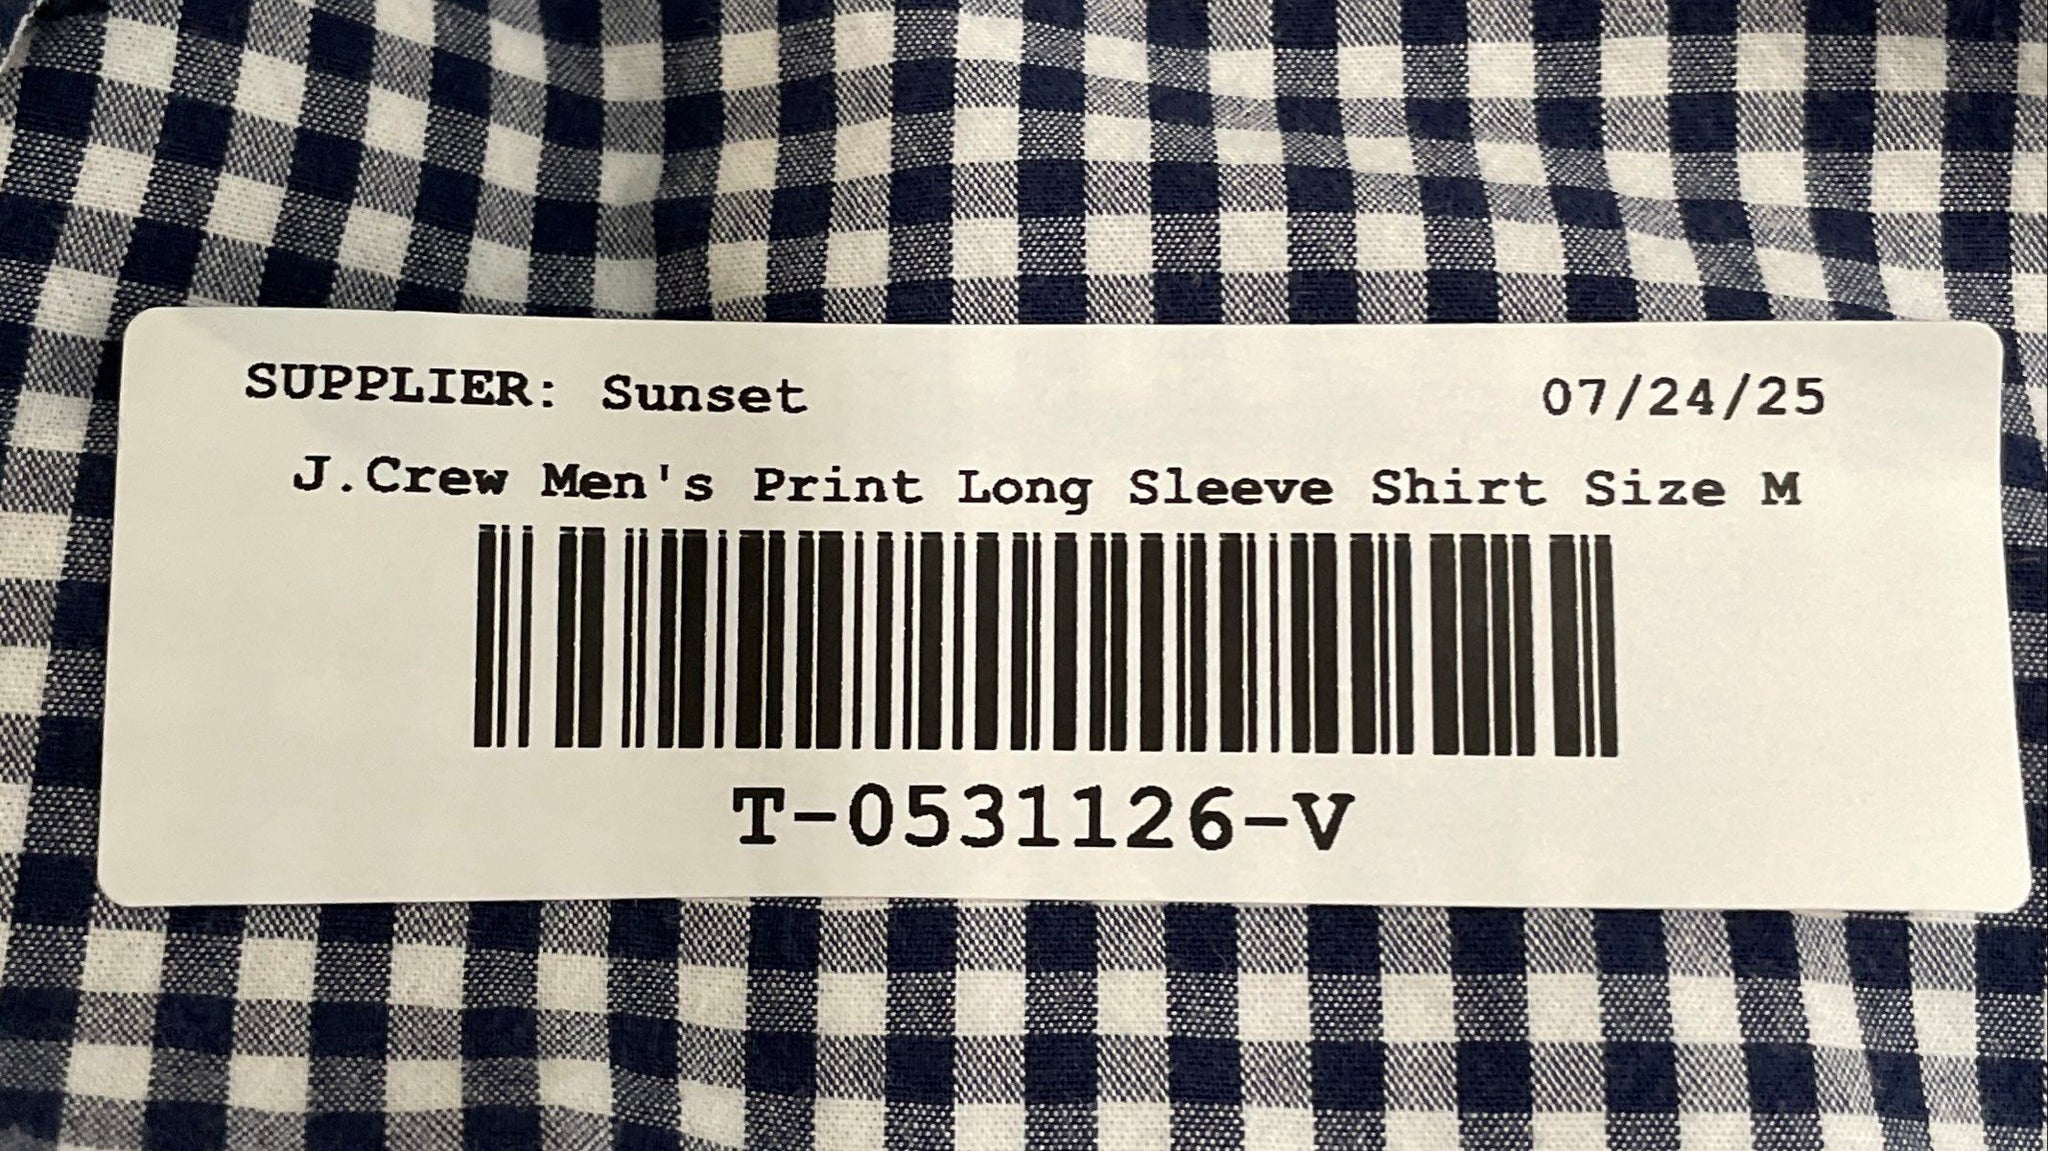 SUPPLIER: Sunset 07/24/25
J.Crew Men's Print Long Sleeve Shirt Size M
T-0531126-V